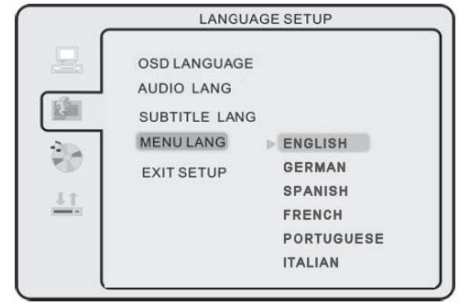 LANGUAGE SETUP
OSD LANGUAGE
AUDIO LANG
SUBTITLE LANG
MENU LANG
EXIT SETUP
ENGLISH
GERMAN
SPANISH
FRENCH
PORTUGUESE
ITALIAN